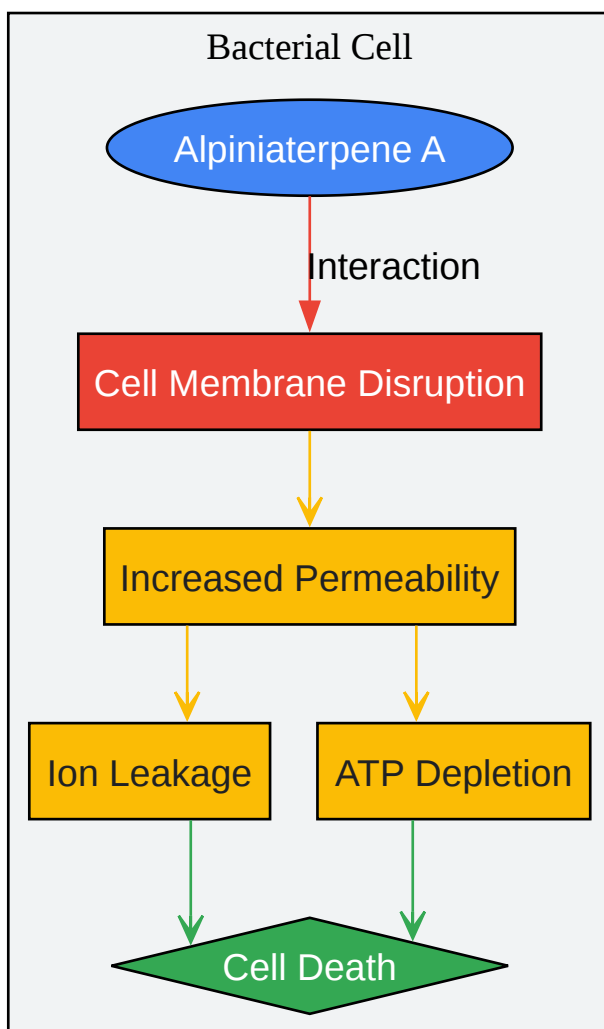 Bacterial Cell
Alpiniaterpene A
Interaction
Cell Membrane Disruption
Increased Permeability
Ion Leakage
ATP Depletion
Cell Death